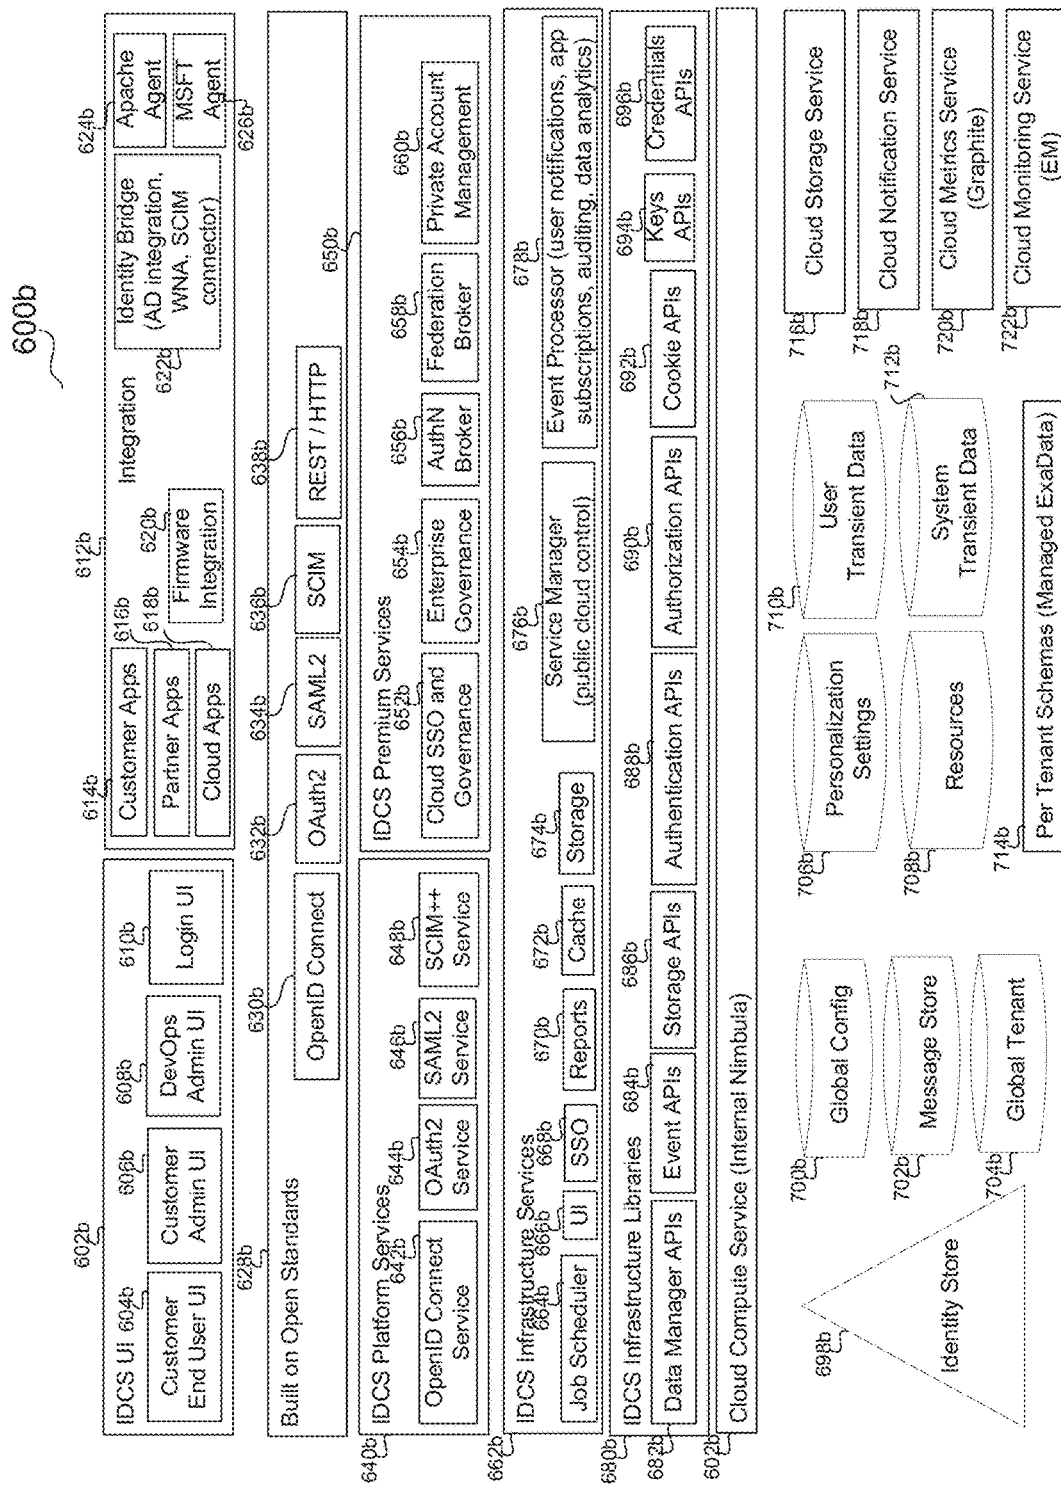 600b
602b
IDCS UI
604b
Customer
End User UI
606b
Customer
Admin UI
608b
DevOps
Admin UI
610b
Login UI
612b
Integration
614b
Customer Apps
616b
Partner Apps
618b
Cloud Apps
620b
Firmware
Integration
622b
Identity Bridge
(AD integration,
WNA, SCIM
connector)
624b
Apache
Agent
MSFT
Agent
626b
628b
Built on Open Standards
630b
OpenID Connect
632b
OAuth2
634b
SAML2
636b
SCIM
638b
REST / HTTP
640b
IDCS Platform Services
642b
OpenID Connect
Service
644b
OAuth2
Service
646b
SAML2
Service
648b
SCIM++
Service
650b
IDCS Premium Services
652b
Cloud SSO and
Governance
654b
Enterprise
Governance
656b
AuthN
Broker
658b
Federation
Broker
660b
Private Account
Management
662b
IDCS Infrastructure Services
664b
Job Scheduler
666b
UI
668b
SSO
670b
Reports
672b
Cache
674b
Storage
676b
Service Manager
(public cloud control)
678b
Event Processor (user notifications, app
subscriptions, auditing, data analytics)
680b
IDCS Infrastructure Libraries
682b
Data Manager APIs
684b
Event APIs
686b
Storage APIs
688b
Authentication APIs
690b
Authorization APIs
692b
Cookie APIs
694b
Keys
APIs
696b
Credentials
APIs
602b
Cloud Compute Service (Internal Nimbula)
698b
Identity Store
700b
Global Config
702b
Message Store
704b
Global Tenant
706b
Personalization
Settings
708b
Resources
710b
User
Transient Data
712b
System
Transient Data
714b
Per Tenant Schemas (Managed ExaData)
716b
Cloud Storage Service
718b
Cloud Notification Service
720b
Cloud Metrics Service
(Graphite)
722b
Cloud Monitoring Service
(EM)